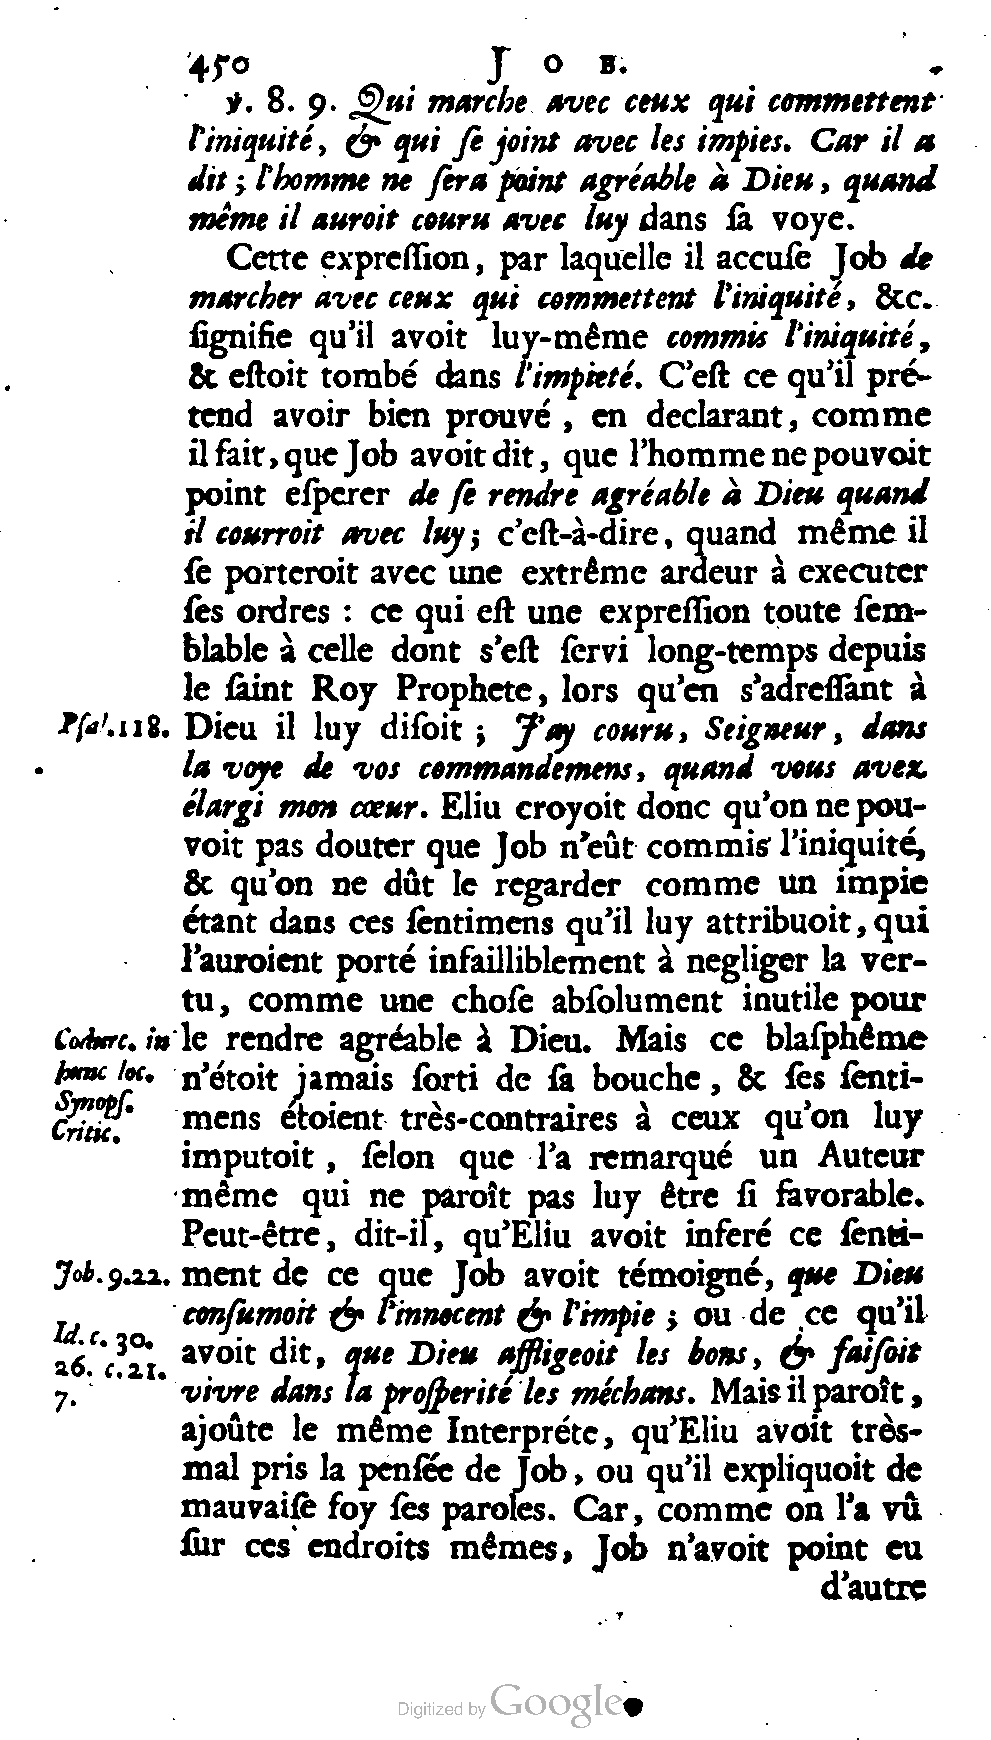 450 JOB.
℣. 8. 9. Qui marche avec ceux qui commettent
l'iniquité, & qui ſe joint avec les impies. Car il a
dit ; l'homme ne ſera point agréable à Dieu, quand
même il auroit couru avec luy dans ſa voye.
Cette expreſſion, par laquelle il accuſe Job de
marcher avec ceux qui commettent l'iniquité, &c.
ſignifie qu'il avoit luy-même commis l'iniquité,
& eſtoit tombé dans l'impieté. C'eſt ce qu'il pré-
tend avoir bien prouvé , en declarant, comme
il fait, que Job avoit dit, que l'homme ne pouvoit
point eſperer de ſe rendre agréable à Dieu quand
il courroit avec luy ; c'eſt-à-dire, quand même il
ſe porteroit avec une extrême ardeur à executer
ſes ordres : ce qui eſt une expreſſion toute ſem-
blable à celle dont s'eſt ſervi long-temps depuis
le ſaint Roy Prophete, lors qu'en s'adreſſant à
Pſal.118. Dieu il luy diſoit ; J'ay couru, Seigneur, dans
la voye de vos commandemens, quand vous avez
élargi mon cœur. Eliu croyoit donc qu'on ne pou-
voit pas douter que Job n'eût commis l'iniquité,
& qu'on ne dût le regarder comme un impie
étant dans ces ſentimens qu'il luy attribuoit, qui
l'auroient porté infailliblement à negliger la ver-
tu, comme une choſe abſolument inutile pour
Codurc. in le rendre agréable à Dieu. Mais ce blaſphême
hunc loc. n'étoit jamais ſorti de ſa bouche, & ſes ſenti-
Synopſ.
Critic. mens étoient très-contraires à ceux qu'on luy
imputoit , ſelon que l'a remarqué un Auteur
même qui ne paroît pas luy être ſi favorable.
Peut-être, dit-il, qu'Eliu avoit inferé ce ſenti-
Job. 9.22. ment de ce que Job avoit témoigné, que Dieu
conſumoit & l'innocent & l'impie ; ou de ce qu'il
Id. c. 30.
26. c.21. avoit dit, que Dieu affligeoit les bons, & faiſoit
7. vivre dans la proſperité les méchans. Mais il paroît,
ajoûte le même Interpréte, qu'Eliu avoit très-
mal pris la penſée de Job, ou qu'il expliquoit de
mauvaiſe foy ſes paroles. Car, comme on l'a vû
ſur ces endroits mêmes, Job n'avoit point eu
d'autre
Digitized by Google